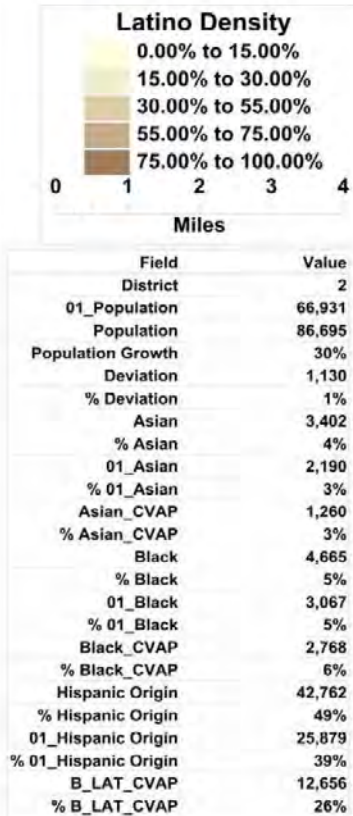 Latino Density
0.00% to 15.00%
15.00% to 30.00%
30.00% to 55.00%
55.00% to 75.00%
75.00% to 100.00%
0 1 2 3 4
Miles
Field Value
District 2
01_Population 66,931
Population 86,695
Population Growth 30%
Deviation 1,130
% Deviation 1%
Asian 3,402
% Asian 4%
01_Asian 2,190
% 01_Asian 3%
Asian_CVAP 1,260
% Asian_CVAP 3%
Black 4,665
% Black 5%
01_Black 3,067
% 01_Black 5%
Black_CVAP 2,768
% Black_CVAP 6%
Hispanic Origin 42,762
% Hispanic Origin 49%
01_Hispanic Origin 25,879
% 01_Hispanic Origin 39%
B_LAT_CVAP 12,656
% B_LAT_CVAP 26%